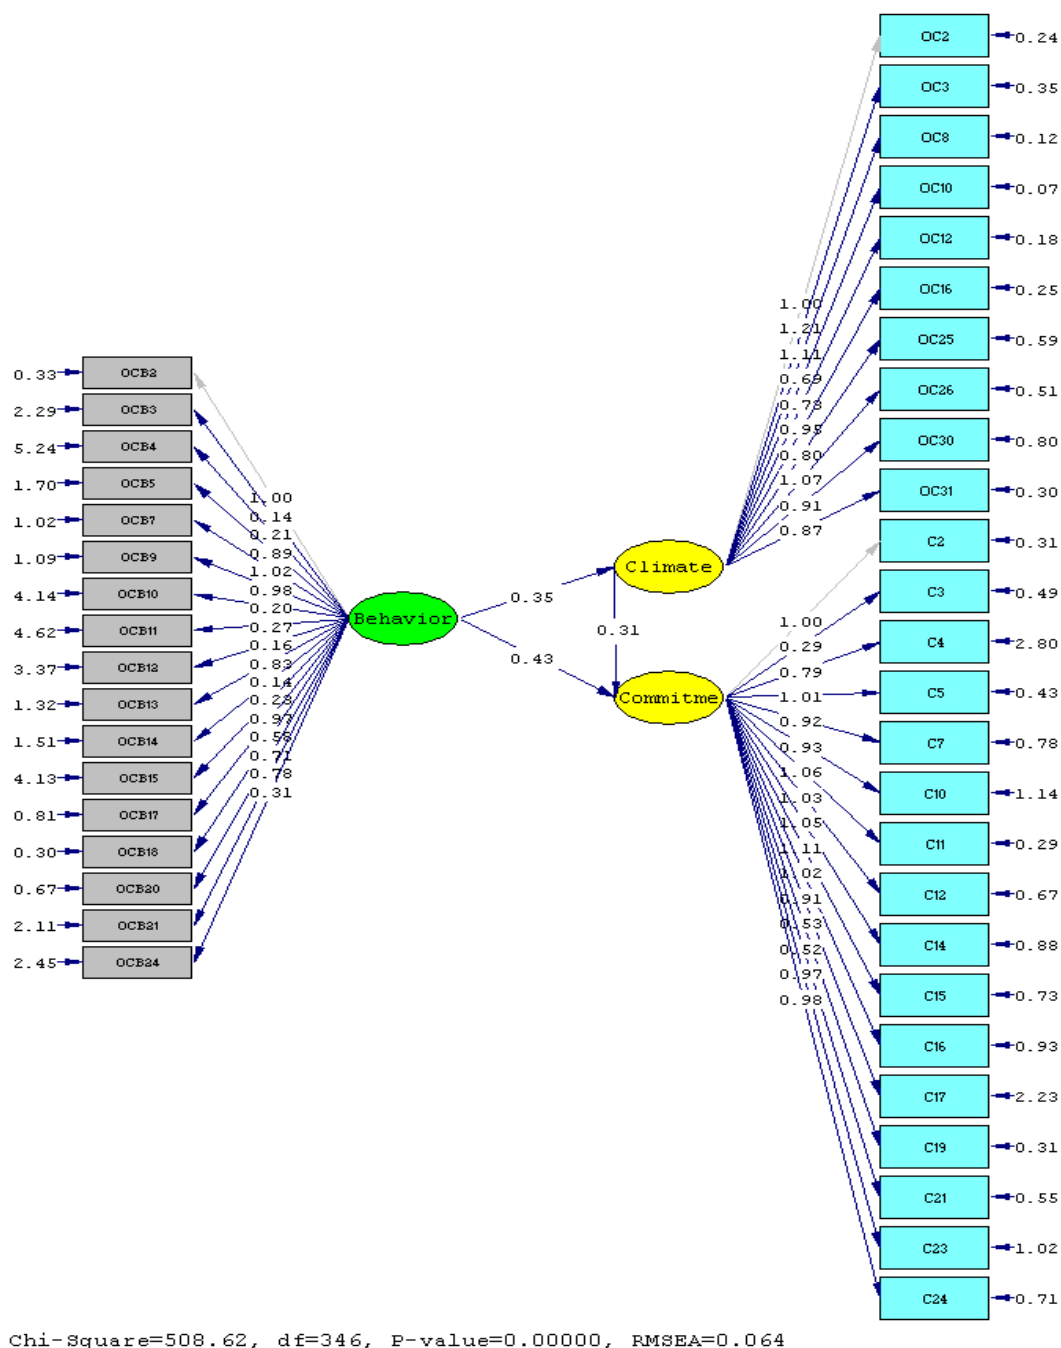 OC2 0.24
OC3 0.35
OC8 0.12
OC10 0.07
OC12 0.18
OC16 0.25
OC25 0.59
OC26 0.51
OC30 0.80
OC31 0.30
C2 0.31
C3 0.49
C4 2.80
C5 0.43
C7 0.78
C10 1.14
C11 0.29
C12 0.67
C14 0.88
C15 0.73
C16 0.93
C17 2.23
C19 0.31
C21 0.55
C23 1.02
C24 0.71
1.00
1.21
1.11
0.69
0.73
0.95
0.80
1.07
0.91
0.87
1.00
0.29
0.79
1.01
0.92
0.93
1.06
1.03
1.05
1.11
1.02
0.91
0.53
0.52
0.97
0.98
Climate
Commitme
Behavior
0.35
0.31
0.43
0.33 OCB2
2.29 OCB3
5.24 OCB4
1.70 OCB5
1.02 OCB7
1.09 OCB9
4.14 OCB10
4.62 OCB11
3.37 OCB12
1.32 OCB13
1.51 OCB14
4.13 OCB15
0.81 OCB17
0.30 OCB18
0.67 OCB20
2.11 OCB21
2.45 OCB24
1.00
0.14
0.21
0.89
1.02
0.98
0.20
0.27
0.16
0.83
0.14
0.23
0.97
0.58
0.71
0.78
0.31
Chi-Square=508.62, df=346, P-value=0.00000, RMSEA=0.064